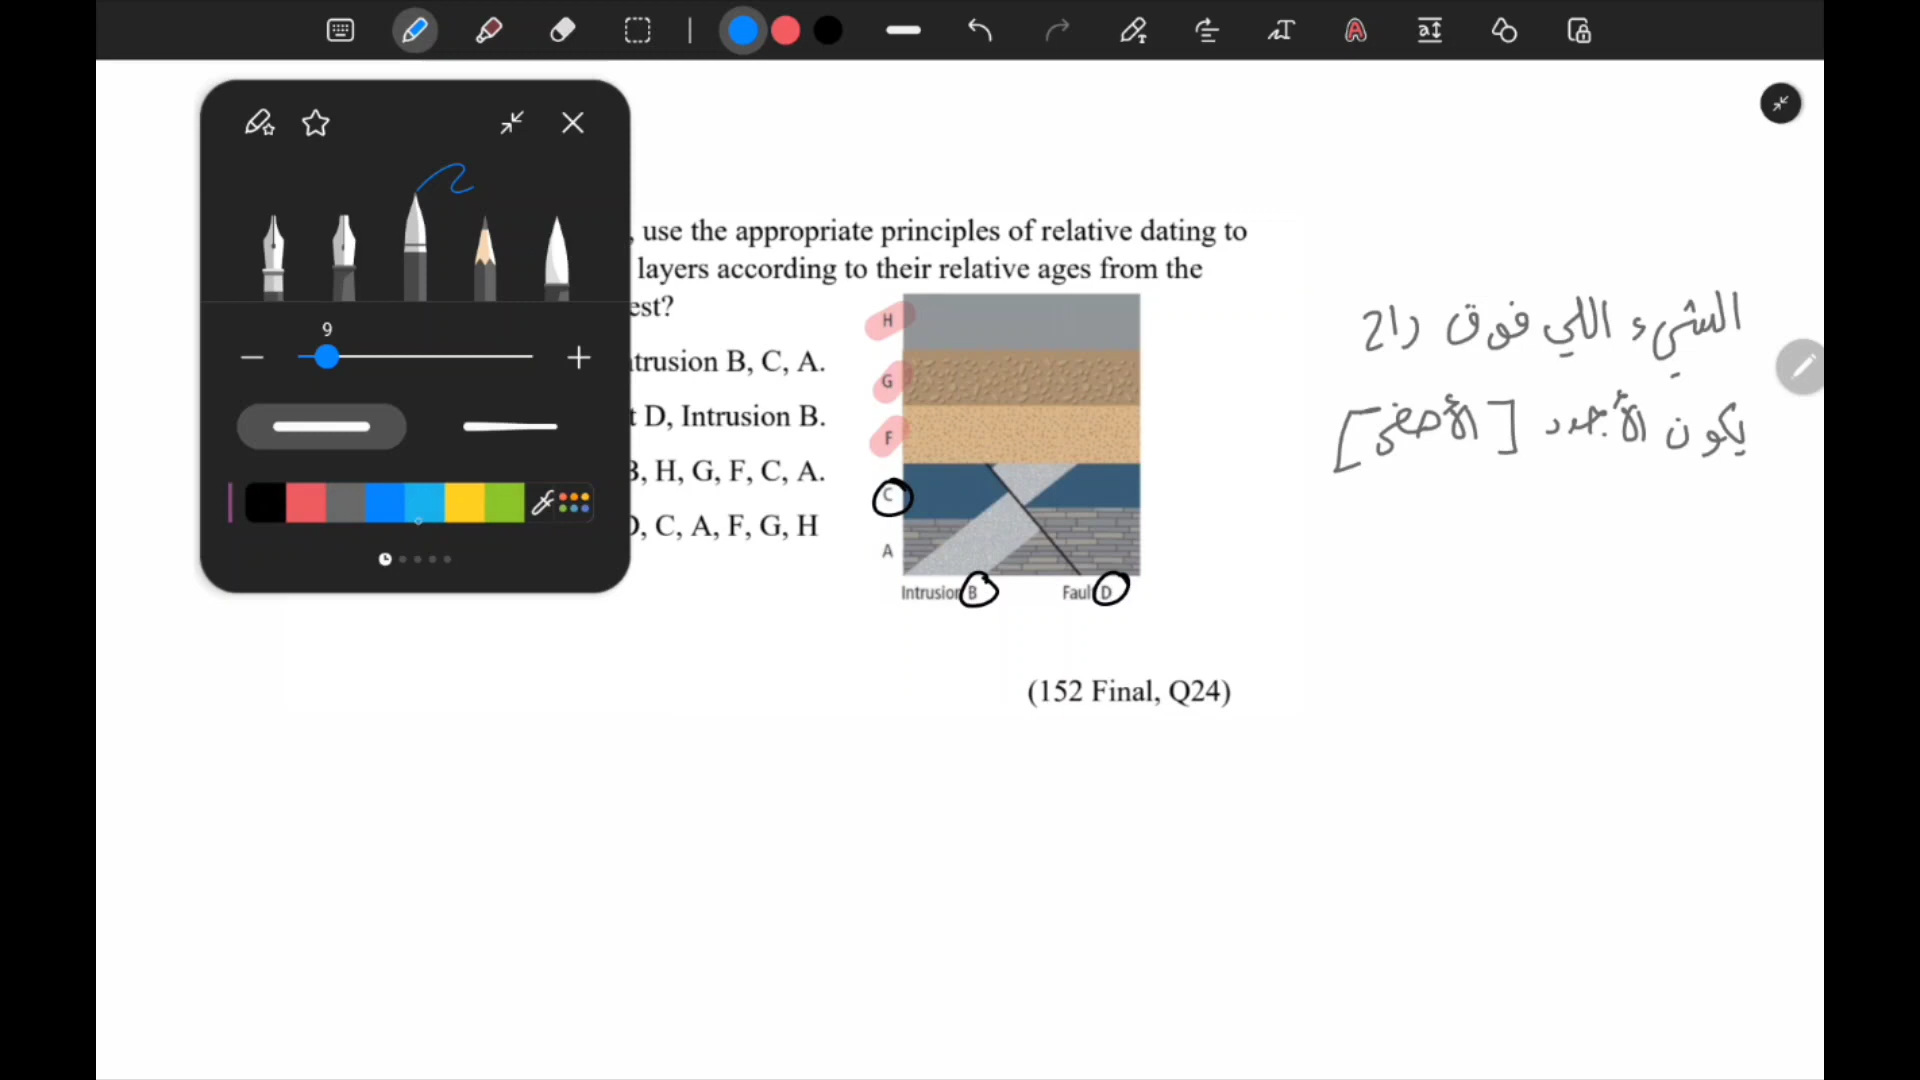 9
, use the appropriate principles of relative dating to
layers according to their relative ages from the
est?
trusion B, C, A.
t D, Intrusion B.
B, H, G, F, C, A.
D, C, A, F, G, H
H
G
F
C
A
Intrusion B
Faul D
(152 Final, Q24)
الشيء اللي فوق راح
يكون الأجدد [الأصغر]